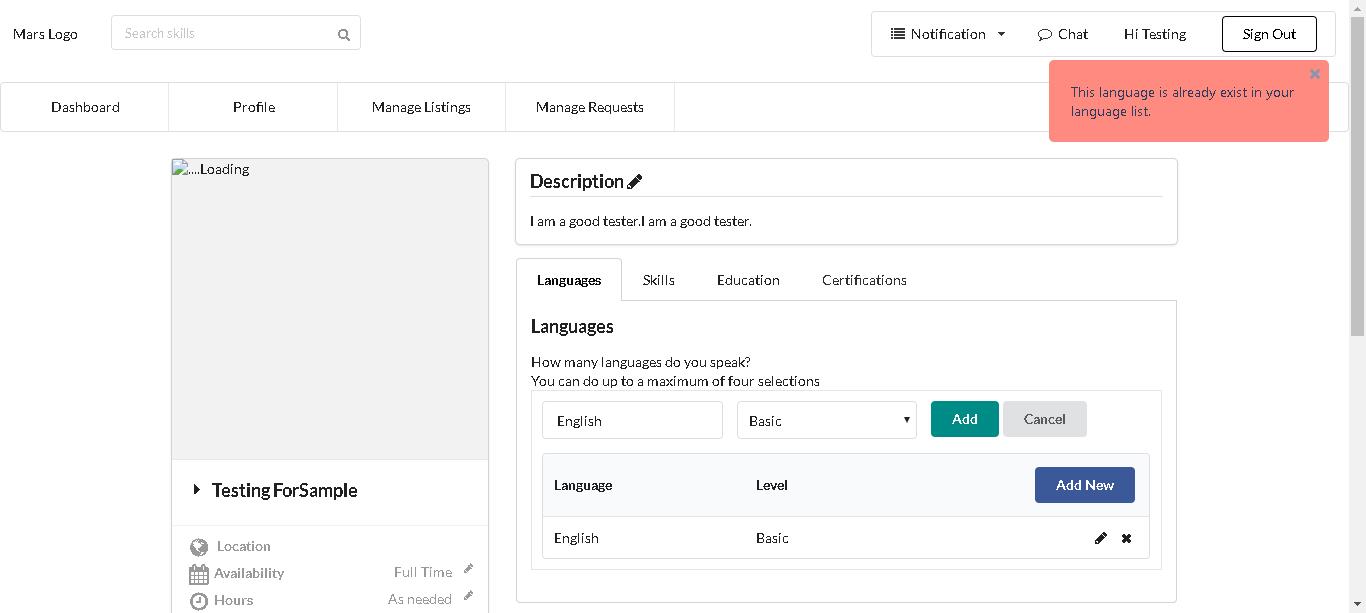 Mars Logo
Search skills
Notification
Chat
Hi Testing
Sign Out
Dashboard
Profile
Manage Listings
Manage Requests
This language is already exist in your
language list.
....Loading
Description
I am a good tester.I am a good tester.
Languages
Skills
Education
Certifications
Languages
How many languages do you speak?
You can do up to a maximum of four selections
English
Basic
Add
Cancel
Language
Level
Add New
English
Basic
Testing ForSample
Location
Availability
Full Time
Hours
As needed